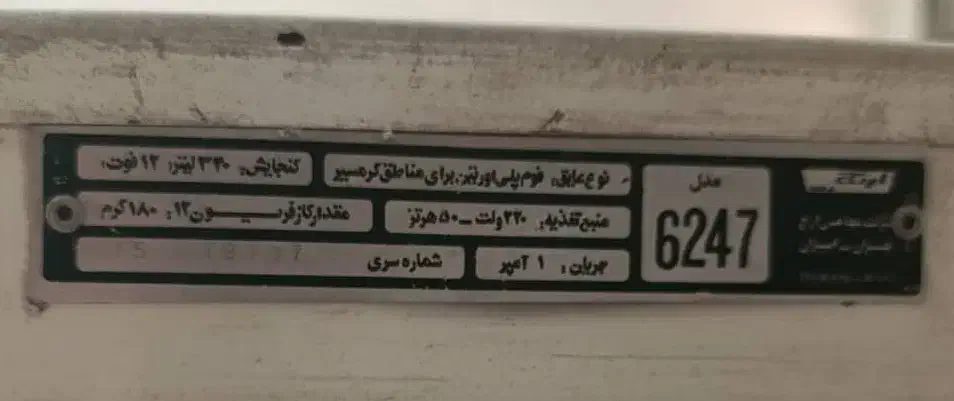 مدل
6247
نوع عایق: فوم پلی اورتین برای مناطق گرمسیر
گنجایش: ۳۴۰ لیتر: ۱۲ فوت:
منبع تغذیه: ۲۲۰ ولت - ۵۰ هرتز
مقدار گاز فریون ۱۲: ۱۸۰ گرم
جریان: ۱ آمپر
شماره سری